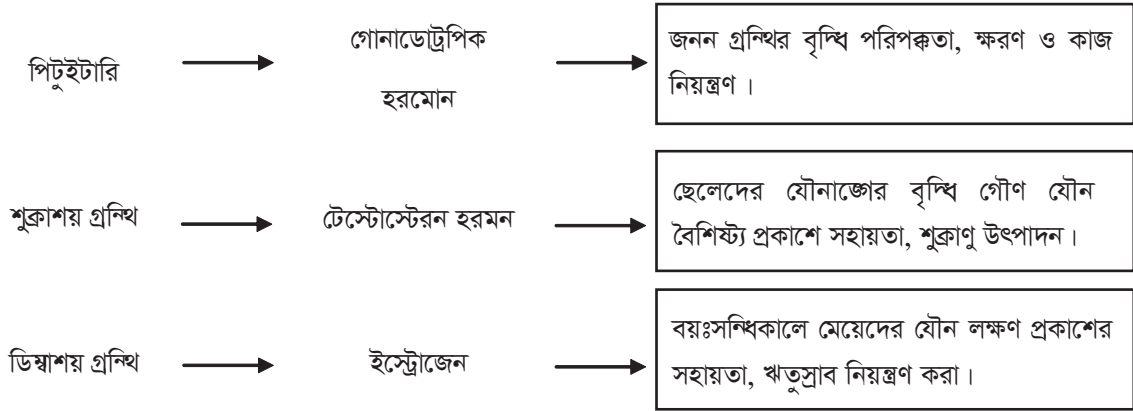 পিটুইটারি
গোনাডোট্রপিক
হরমোন
জনন গ্রন্থির বৃদ্ধি পরিপক্কতা, ক্ষরণ ও কাজ
নিয়ন্ত্রণ ।
শুক্রাশয় গ্রন্থি
টেস্টোস্টেরন হরমন
ছেলেদের যৌনাঙ্গের বৃদ্ধি গৌণ যৌন
বৈশিষ্ট্য প্রকাশে সহায়তা, শুক্রাণু উৎপাদন।
ডিম্বাশয় গ্রন্থি
ইস্ট্রোজেন
বয়ঃসন্ধিকালে মেয়েদের যৌন লক্ষণ প্রকাশের
সহায়তা, ঋতুস্রাব নিয়ন্ত্রণ করা।